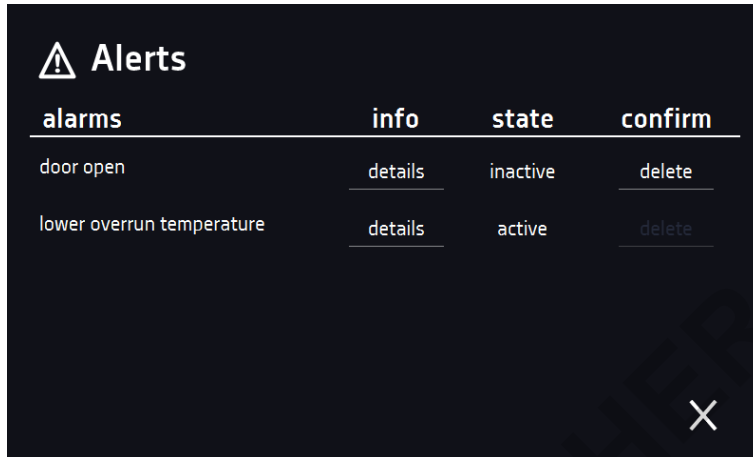 Alerts
alarms info state confirm
door open details inactive delete
lower overrun temperature details active delete